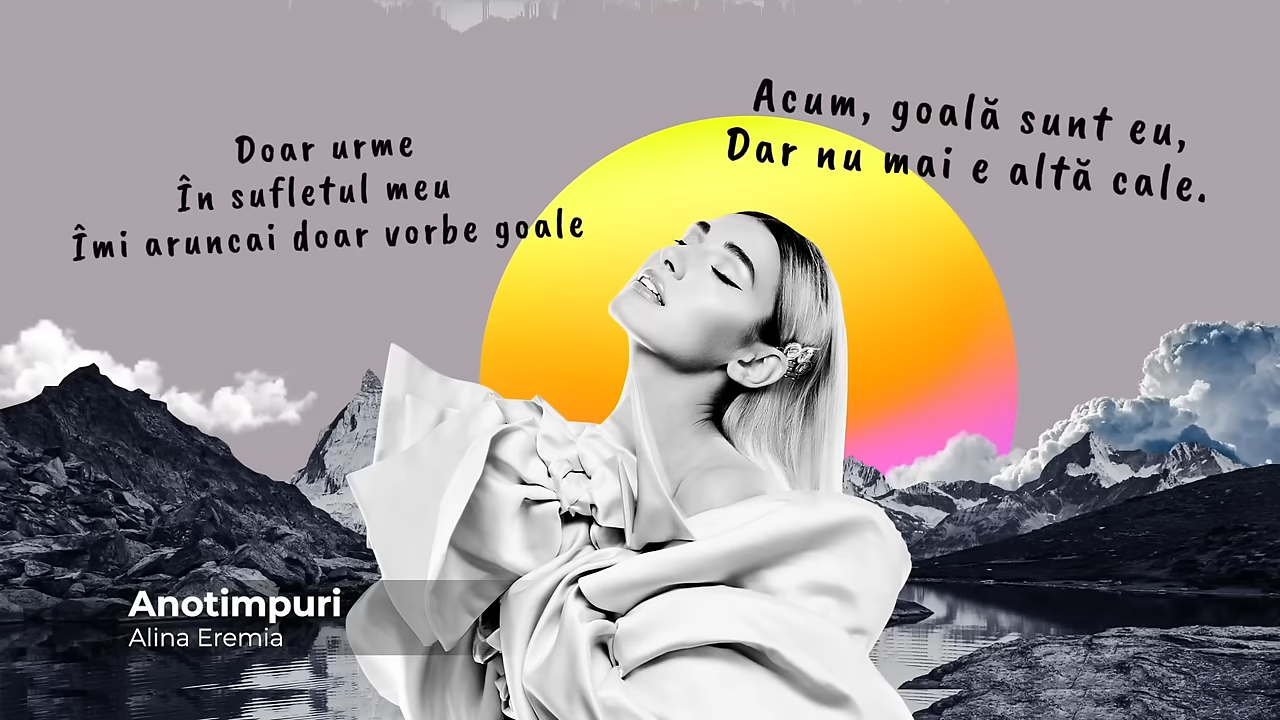 Doar urme
În sufletul meu
Îmi aruncai doar vorbe goale
Acum, goală sunt eu,
Dar nu mai e altă cale.
Anotimpuri
Alina Eremia